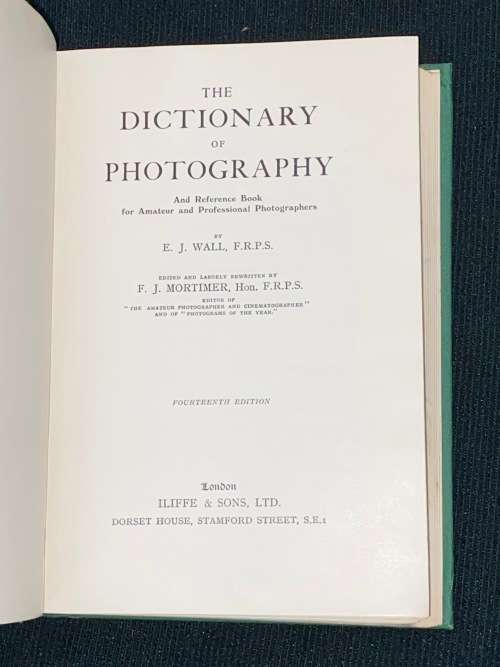 THE
DICTIONARY
OF
PHOTOGRAPHY
And Reference Book
for Amateur and Professional Photographers
BY
E. J. WALL, F.R.P.S.
EDITED AND LARGELY REWRITTEN BY
F. J. MORTIMER, Hon. F.R.P.S.
EDITOR OF
"THE AMATEUR PHOTOGRAPHER AND CINEMATOGRAPHER"
AND OF "PHOTOGRAMS OF THE YEAR."
FOURTEENTH EDITION
London
ILIFFE & SONS, LTD.
DORSET HOUSE, STAMFORD STREET, S.E.1